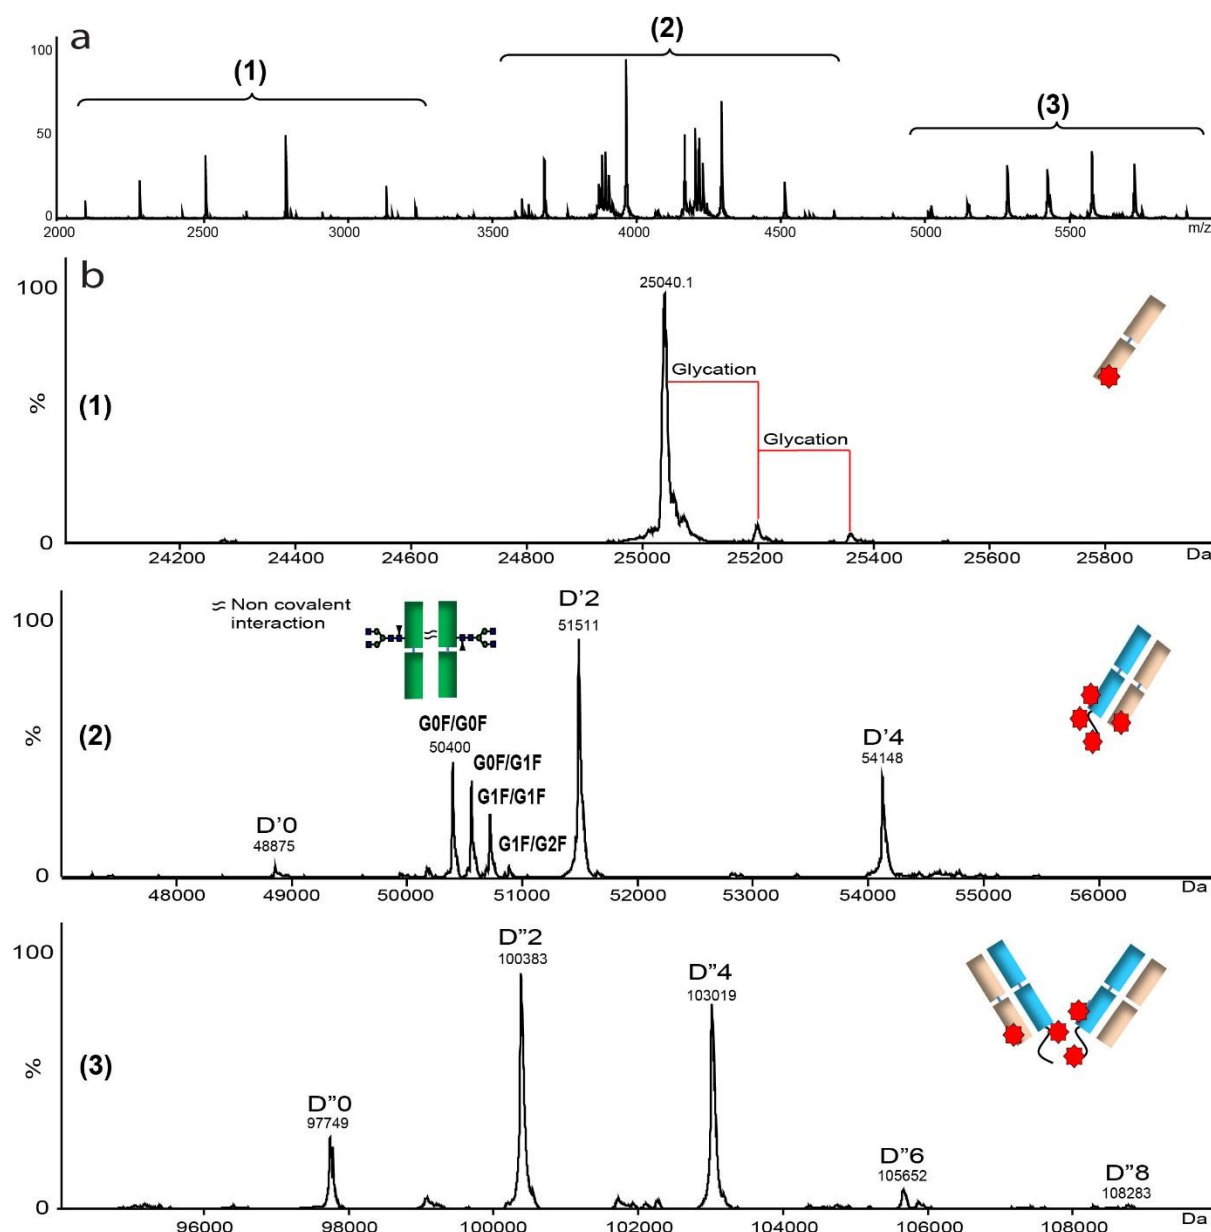 a
(1)
(2)
(3)
100
50
0
2000 2500 3000 3500 4000 4500 5000 5500 m/z
b
100
25040.1
Glycation
Glycation
%
(1)
0
24200 24400 24600 24800 25000 25200 25400 25600 25800 Da
100
≈ Non covalent
interaction
D'2
51511
G0F/G0F
50400
G0F/G1F
G1F/G1F
G1F/G2F
D'4
54148
%
(2)
D'0
48875
0
48000 49000 50000 51000 52000 53000 54000 55000 56000 Da
100
D"2
100383
D"4
103019
%
(3)
D"0
97749
D"6
105652
D"8
108283
0
96000 98000 100000 102000 104000 106000 108000 Da